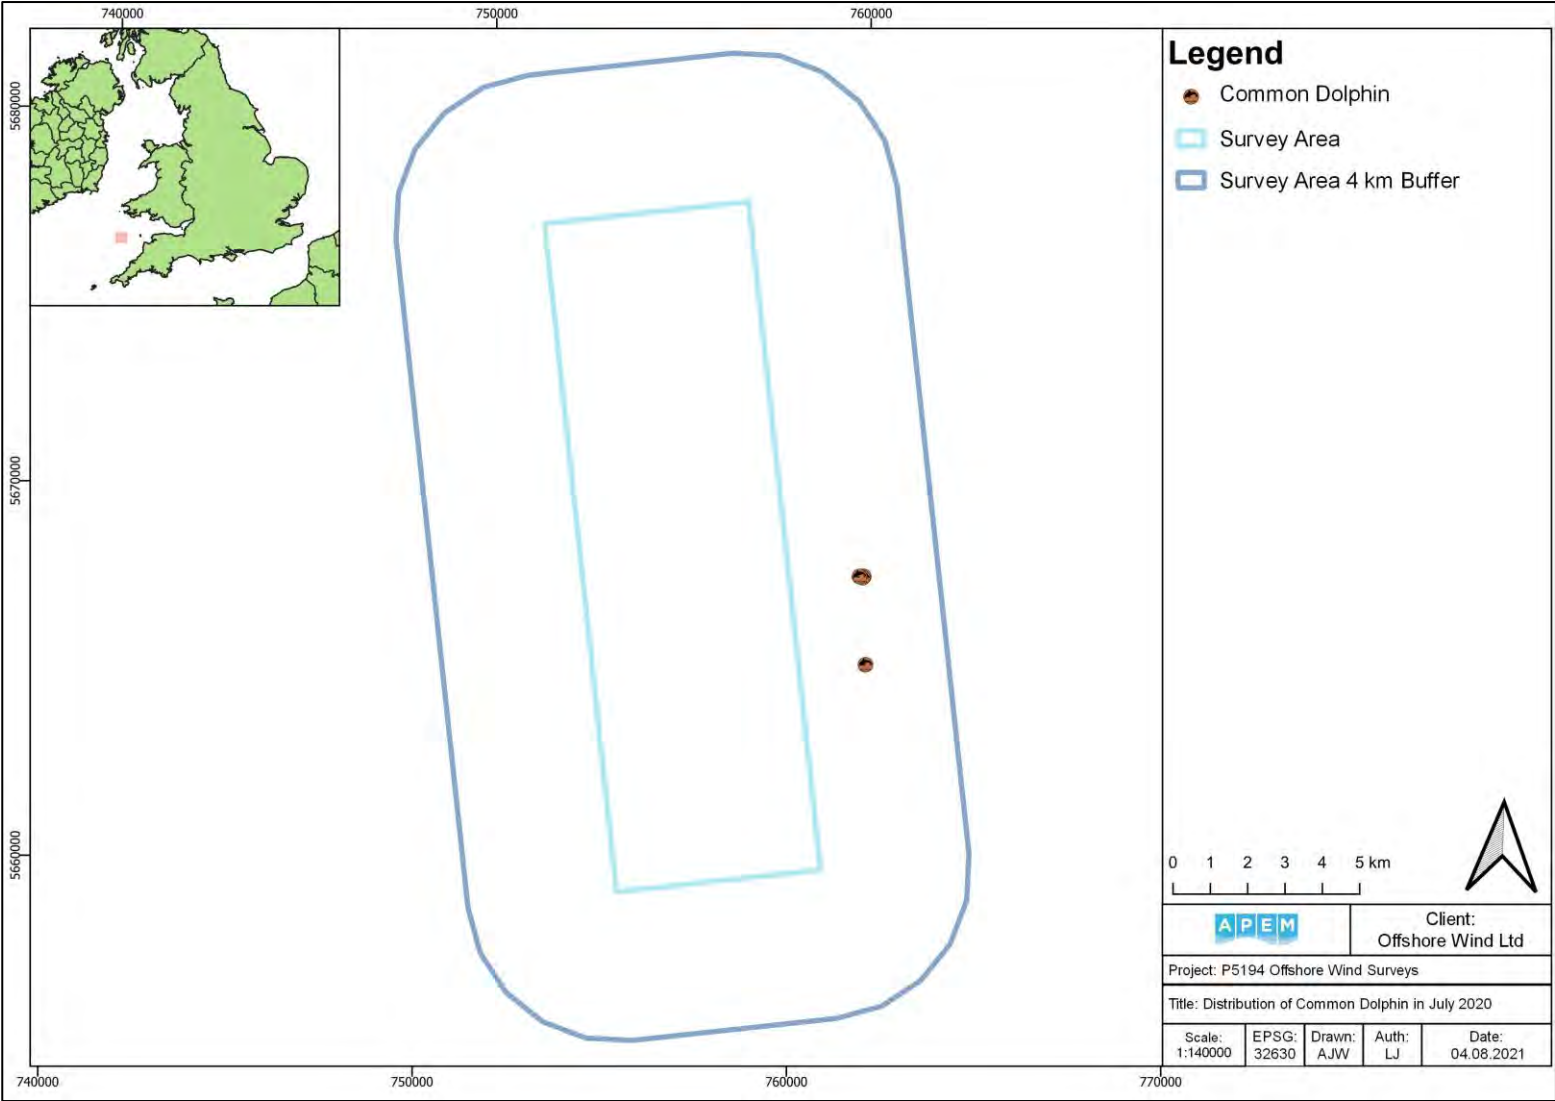 740000 750000 760000
5680000
5670000
5660000
740000 750000 760000 770000
Legend
Common Dolphin
Survey Area
Survey Area 4 km Buffer
0 1 2 3 4 5 km
APEM
Client:
Offshore Wind Ltd
Project: P5194 Offshore Wind Surveys
Title: Distribution of Common Dolphin in July 2020
Scale:
1:140000
EPSG:
32630
Drawn:
AJW
Auth:
LJ
Date:
04.08.2021